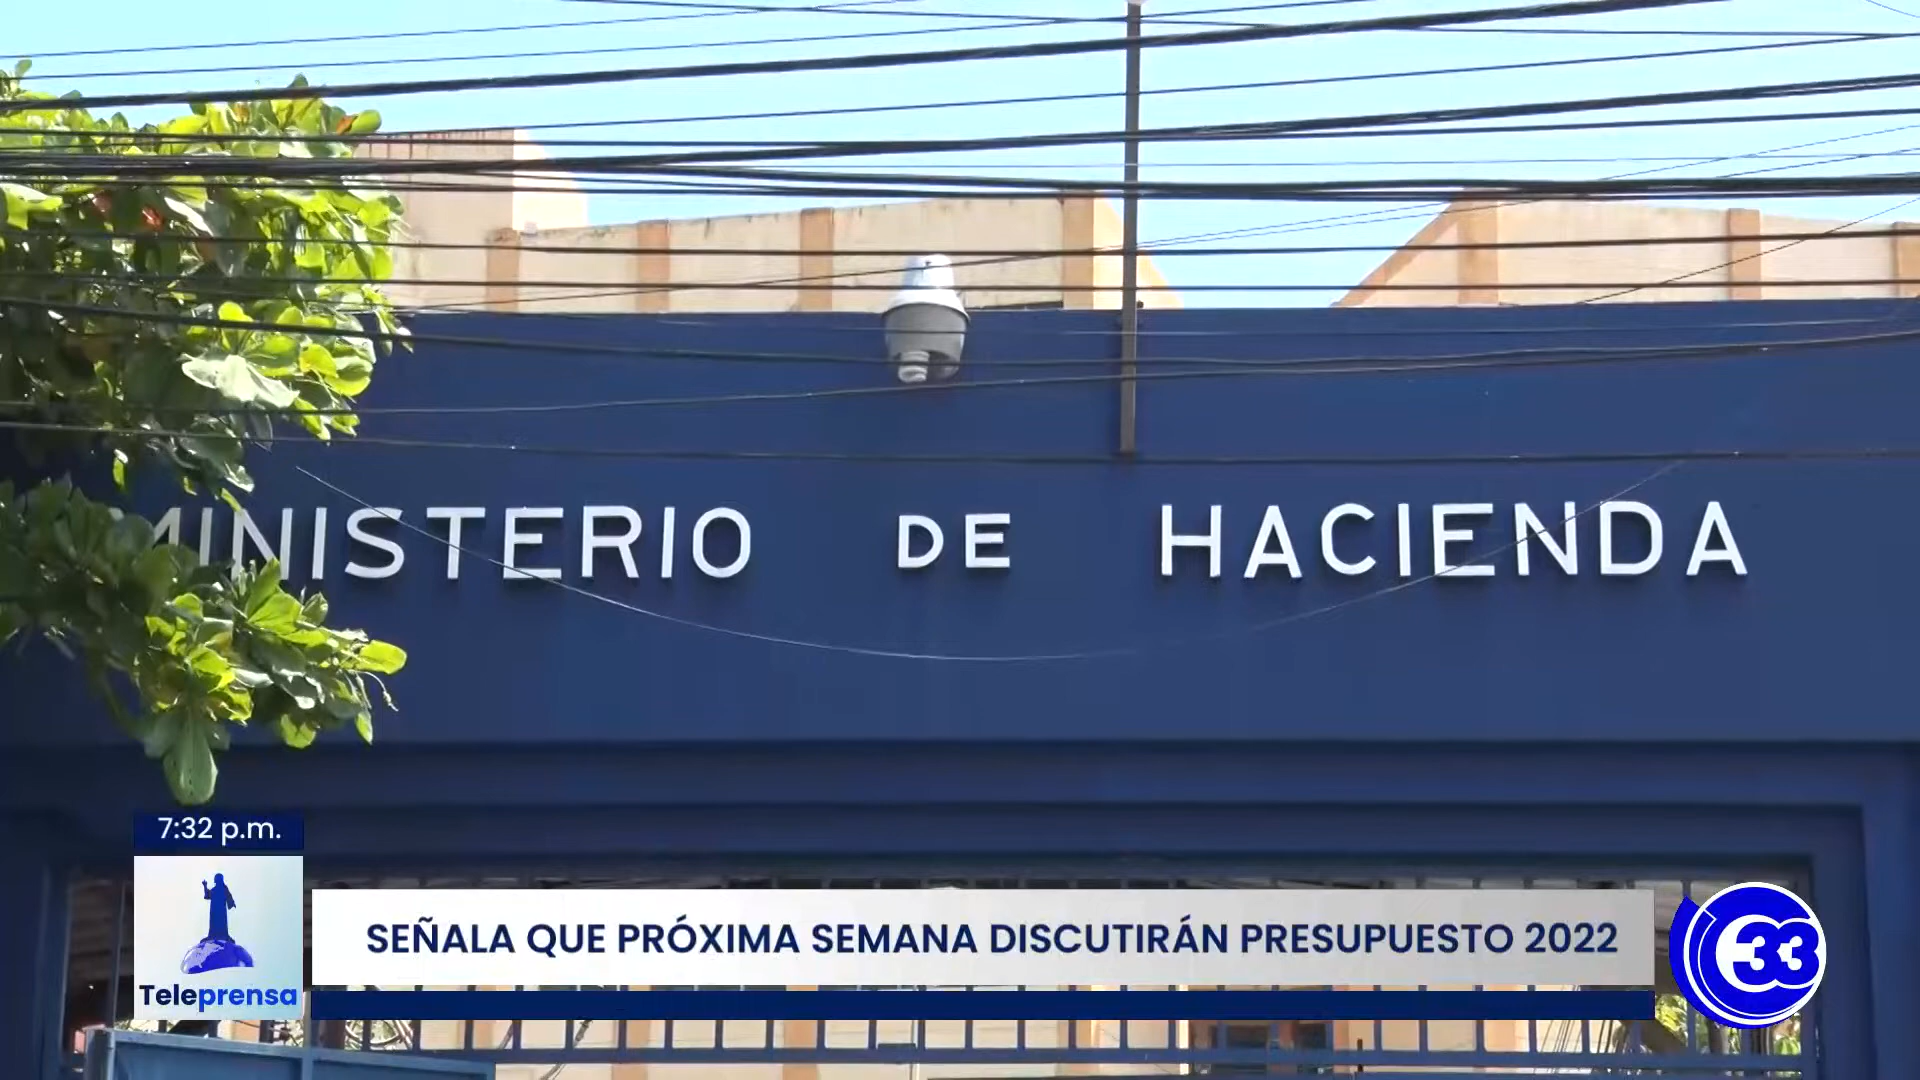 MINISTERIO DE HACIENDA
7:32 p.m.
SEÑALA QUE PRÓXIMA SEMANA DISCUTIRÁN PRESUPUESTO 2022
Teleprensa
33